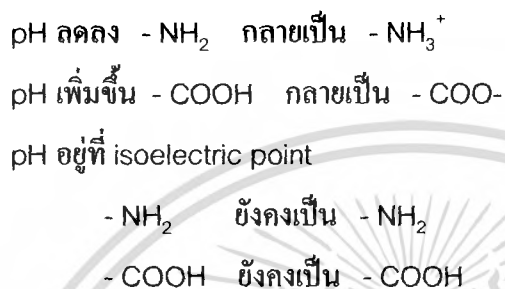 pH ลดลง - NH₂ กลายเป็น - NH₃⁺
pH เพิ่มขึ้น - COOH กลายเป็น - COO-
pH อยู่ที่ isoelectric point
- NH₂ ยังคงเป็น - NH₂
- COOH ยังคงเป็น - COOH